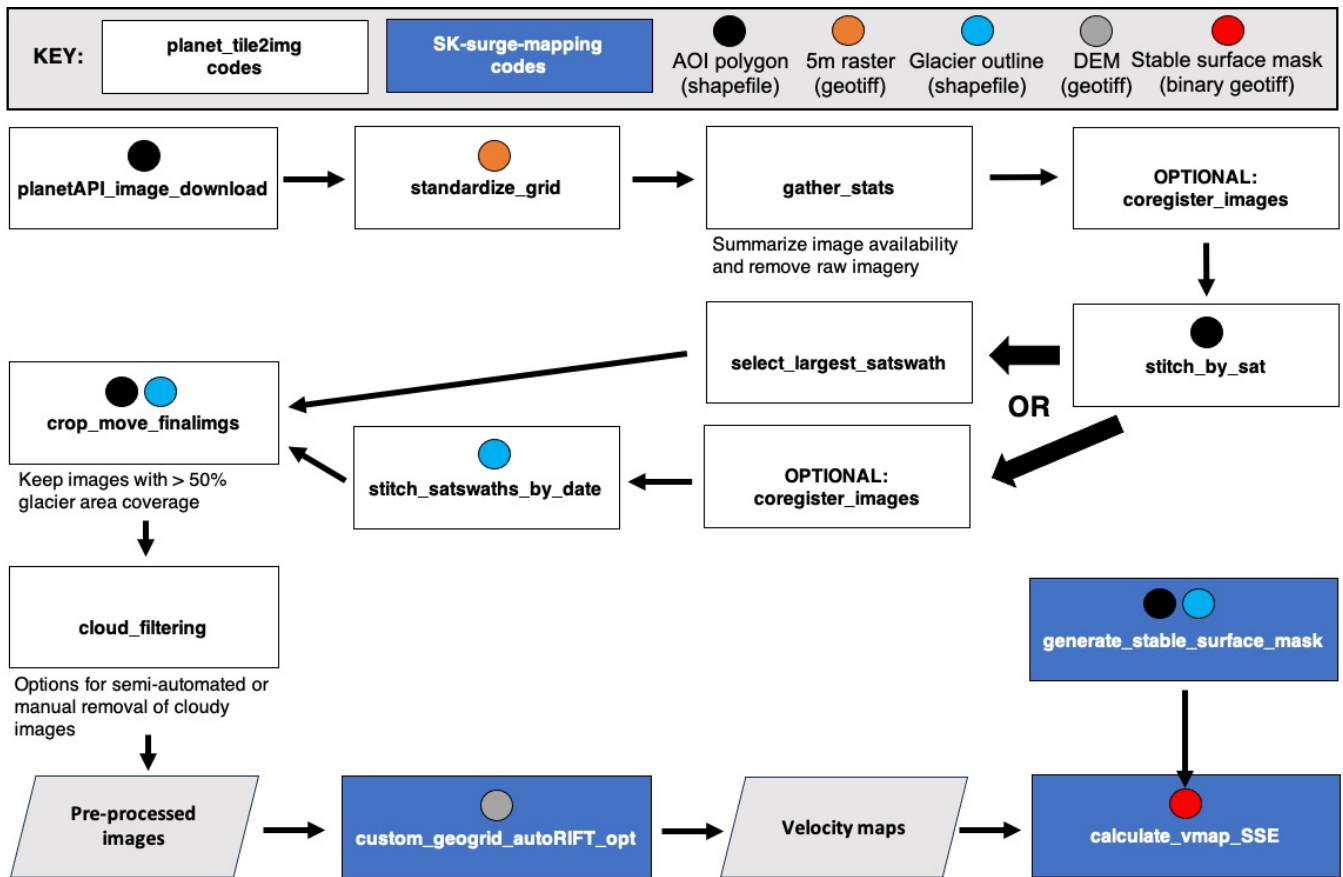 KEY:
planet_tile2img
codes
SK-surge-mapping
codes
AOI polygon
(shapefile)
5m raster
(geotiff)
Glacier outline
(shapefile)
DEM
(geotiff)
Stable surface mask
(binary geotiff)
planetAPI_image_download
standardize_grid
gather_stats
Summarize image availability
and remove raw imagery
OPTIONAL:
coregister_images
stitch_by_sat
select_largest_satswath
OR
OPTIONAL:
coregister_images
stitch_satswaths_by_date
crop_move_finalimgs
Keep images with > 50%
glacier area coverage
cloud_filtering
Options for semi-automated or
manual removal of cloudy
images
generate_stable_surface_mask
Pre-processed
images
custom_geogrid_autoRIFT_opt
Velocity maps
calculate_vmap_SSE